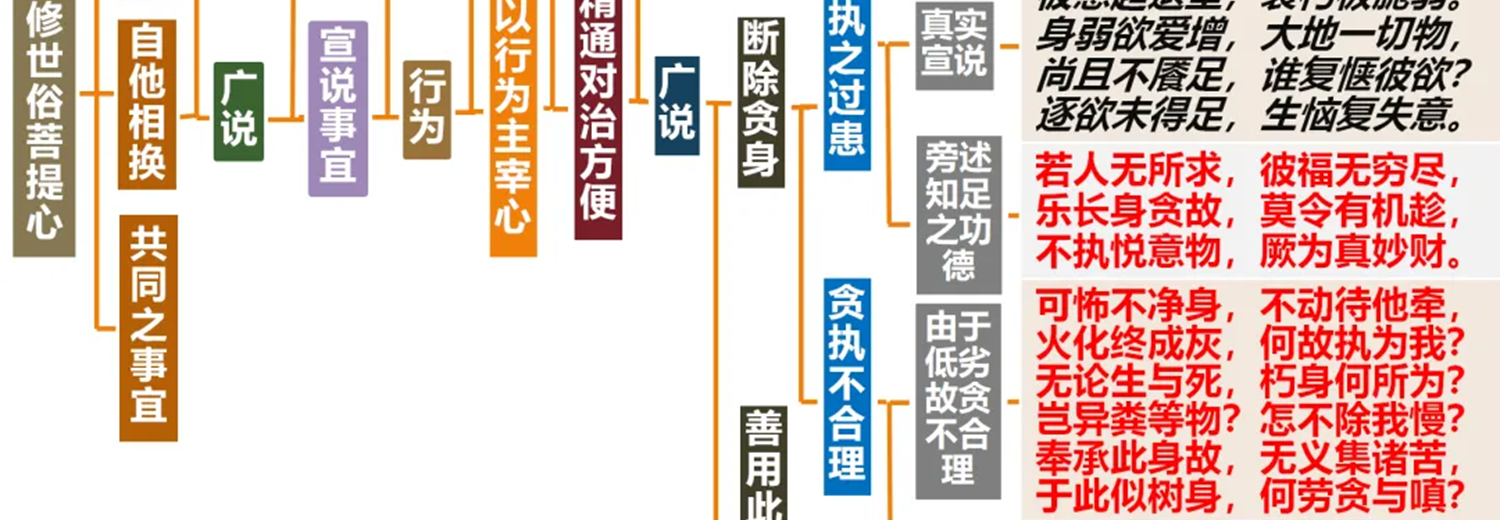 修世俗菩提心
自他相换
共同之事宜
广说
宣说事宜
行为
以行为主宰心
精通对治方便
广说
断除贪身
善用此
执之过患
贪执不合理
真实宣说
旁述知足之功德
由于低劣故贪不合理
身弱欲爱增，大地一切物，
尚且不餍足，谁复惬彼欲？
逐欲未得足，生恼复失意。
若人无所求，彼福无穷尽，
乐长身贪故，莫令有机趁，
不执悦意物，厥为真妙财。
可怖不净身，不动待他牵，
火化终成灰，何故执为我？
无论生与死，朽身何所为？
岂异粪等物？怎不除我慢？
奉承此身故，无义集诸苦，
于此似树身，何劳贪与嗔？